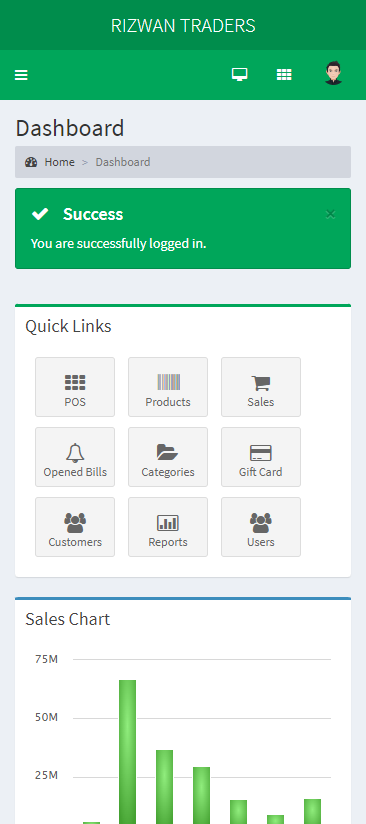 RIZWAN TRADERS
Dashboard
Home > Dashboard
Success ×
You are successfully logged in.
Quick Links
POS Products Sales
Opened Bills Categories Gift Card
Customers Reports Users
Sales Chart
75M
50M
25M